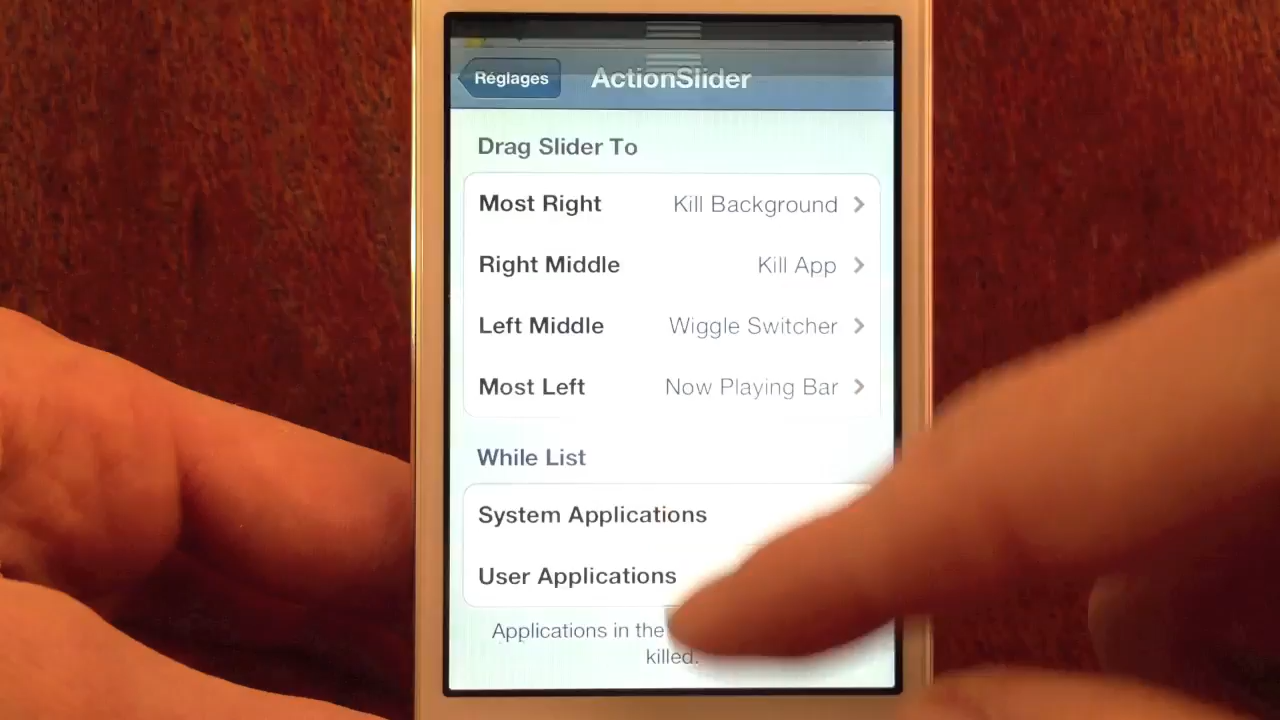 Réglages
ActionSlider
Drag Slider To
Most Right Kill Background
Right Middle Kill App
Left Middle Wiggle Switcher
Most Left Now Playing Bar
While List
System Applications
User Applications
Applications in the
killed.